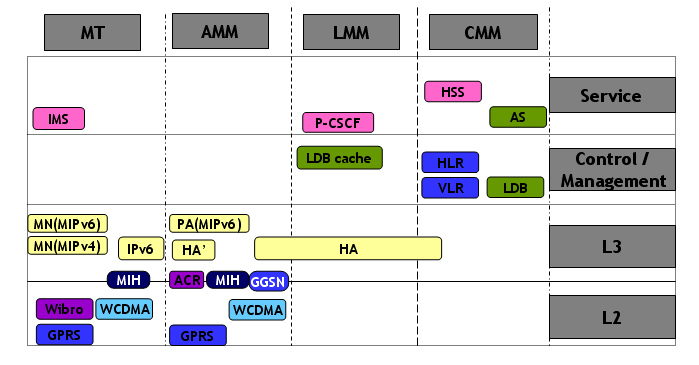 MT
AMM
LMM
CMM
HSS
Service
IMS
P-CSCF
AS
LDB cache
HLR
Control /
Management
VLR
LDB
MN(MIPv6)
PA(MIPv6)
MN(MIPv4)
IPv6
HA’
HA
L3
MIH
ACR
MIH
GGSN
Wibro
WCDMA
WCDMA
L2
GPRS
GPRS